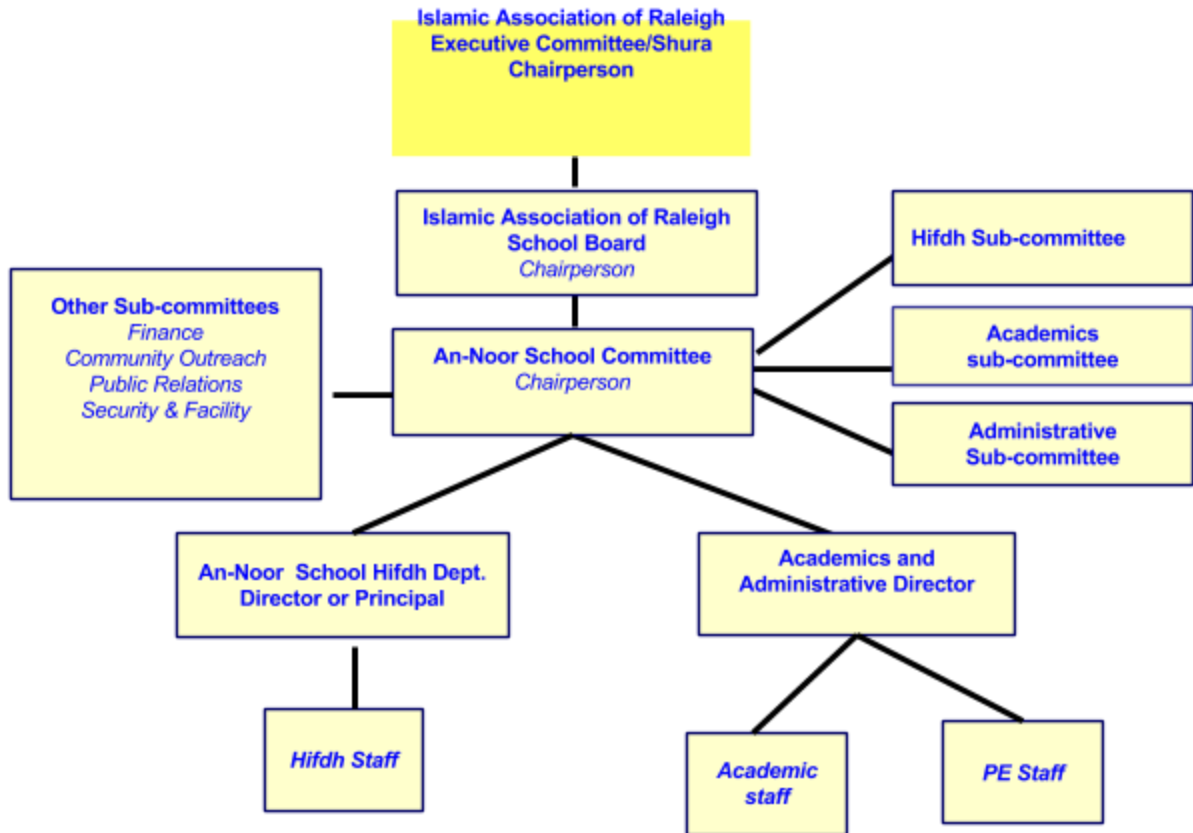 Islamic Association of Raleigh
Executive Committee/Shura
Chairperson
Islamic Association of Raleigh
School Board
Chairperson
Hifdh Sub-committee
Other Sub-committees
Finance
Community Outreach
Public Relations
Security & Facility
An-Noor School Committee
Chairperson
Academics
sub-committee
Administrative
Sub-committee
An-Noor School Hifdh Dept.
Director or Principal
Academics and
Administrative Director
Hifdh Staff
Academic
staff
PE Staff